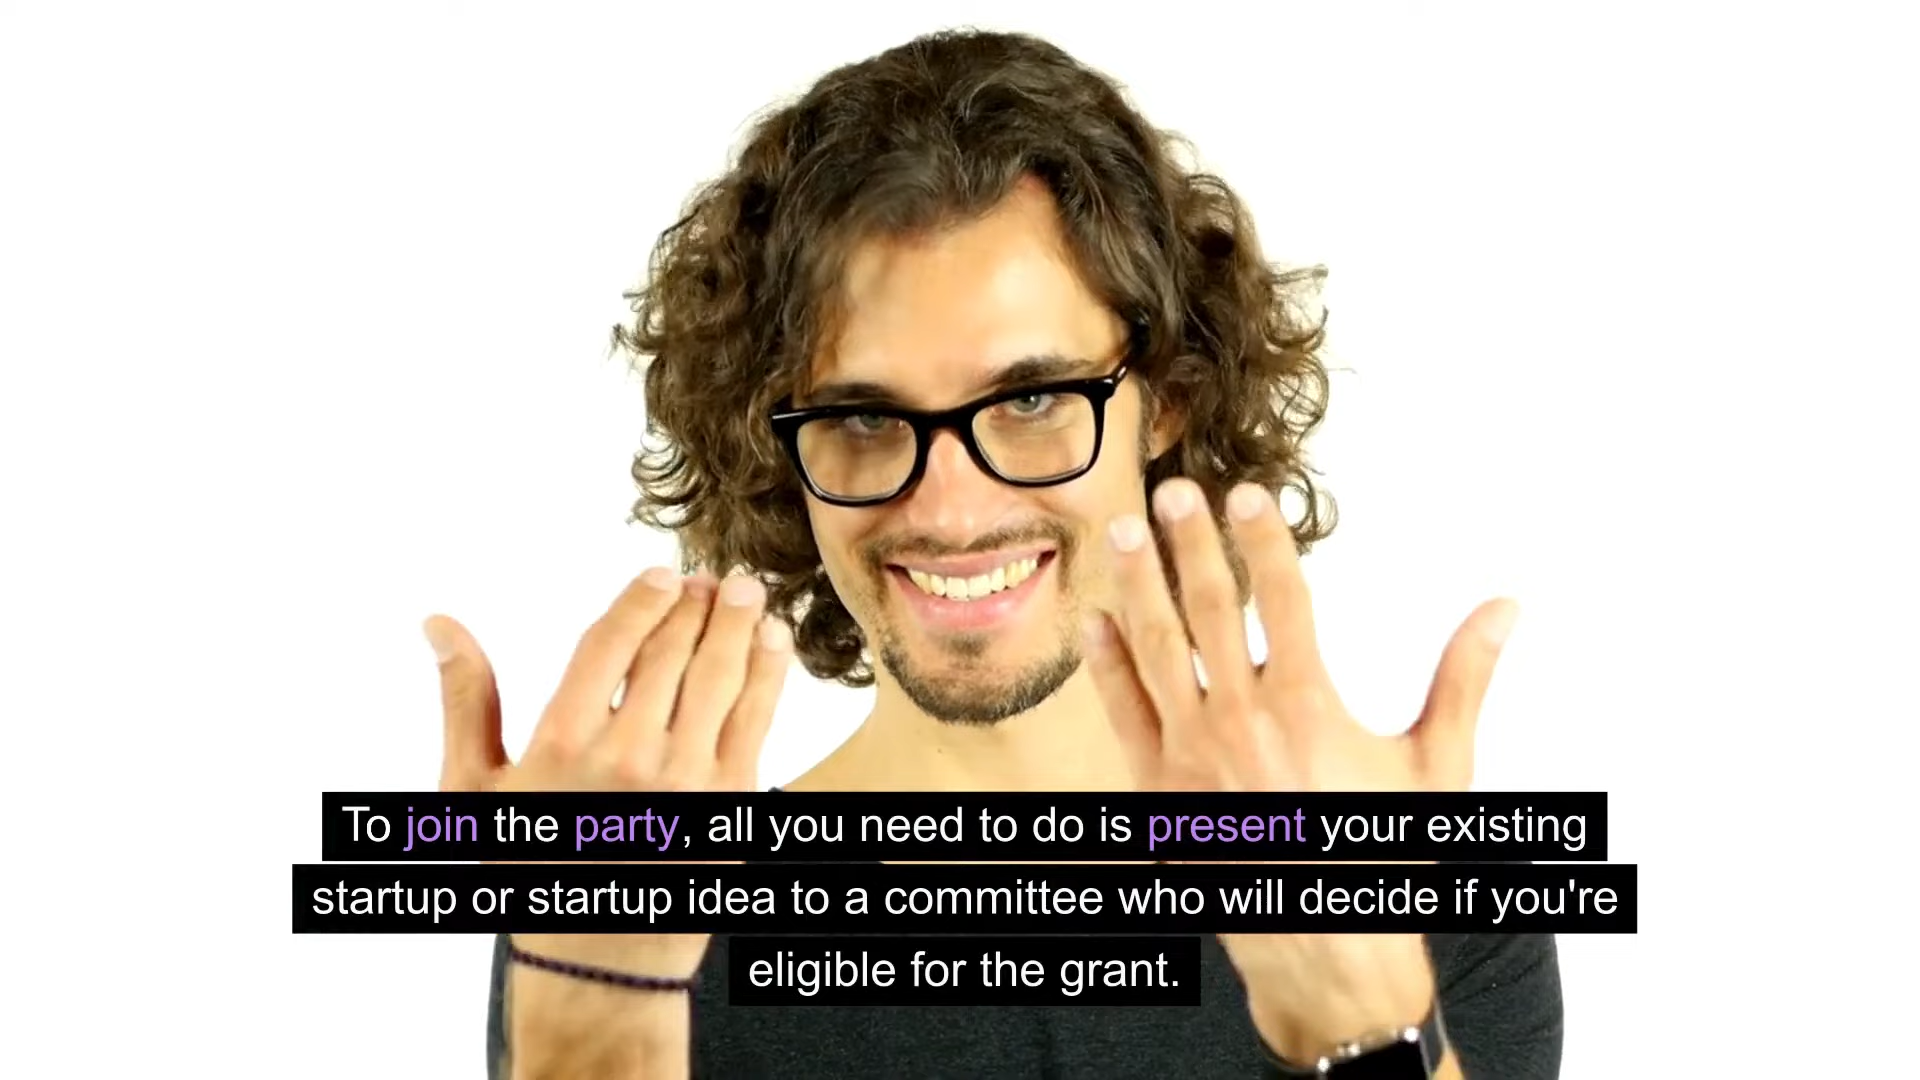 To join the party, all you need to do is present your existing
startup or startup idea to a committee who will decide if you're
eligible for the grant.